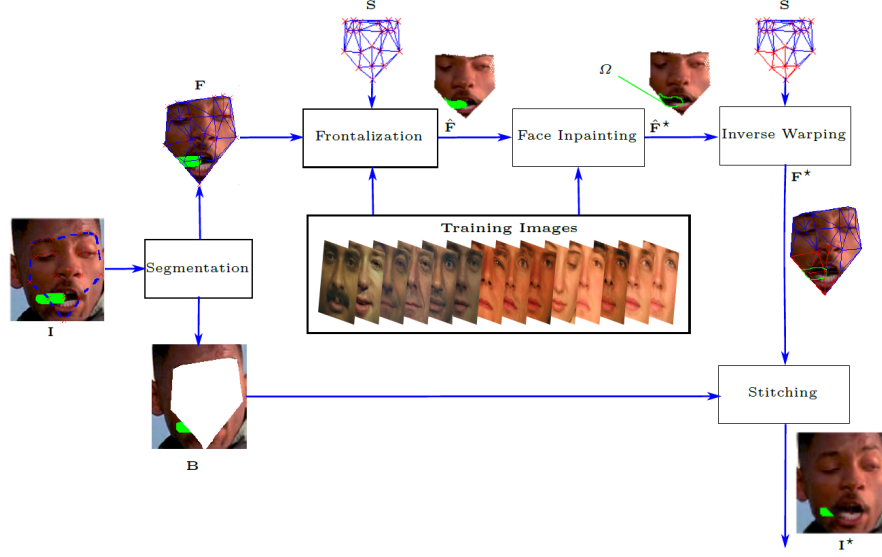 S
S
Ω
F
Frontalization
F̂
Face Inpainting
F̂★
Inverse Warping
F★
Training Images
Segmentation
I
Stitching
B
I★